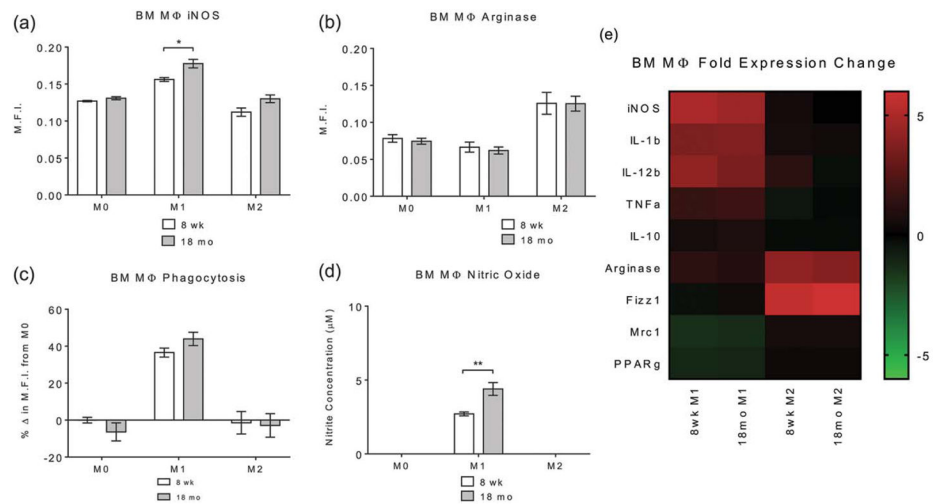 (a)
BM MΦ iNOS
*
0.20
0.15
0.10
0.05
0.00
M.F.I.
M0 M1 M2
8 wk
18 mo
(b)
BM MΦ Arginase
0.20
0.15
0.10
0.05
0.00
M.F.I.
M0 M1 M2
8 wk
18 mo
(c)
BM MΦ Phagocytosis
60
40
20
0
-20
% Δ in M.F.I. from M0
M0 M1 M2
8 wk
18 mo
(d)
BM MΦ Nitric Oxide
**
10
5
0
Nitrite Concentration (μM)
M0 M1 M2
8 wk
18 mo
(e)
BM MΦ Fold Expression Change
iNOS
IL-1b
IL-12b
TNFa
IL-10
Arginase
Fizz1
Mrc1
PPARg
8wk M1
18mo M1
8wk M2
18mo M2
5
0
-5